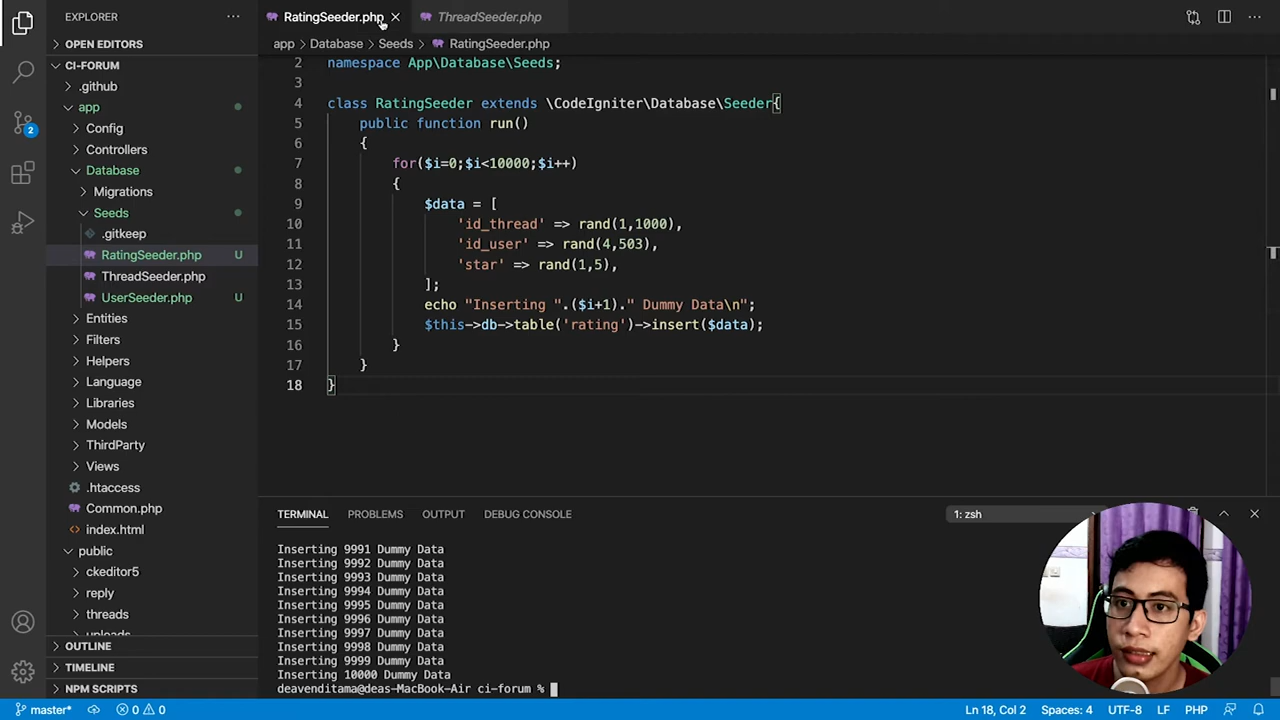 EXPLORER
RatingSeeder.php
ThreadSeeder.php
OPEN EDITORS
app > Database > Seeds > RatingSeeder.php
CI-FORUM
.github
app
Config
Controllers
Database
Migrations
Seeds
.gitkeep
RatingSeeder.php U
ThreadSeeder.php
UserSeeder.php U
Entities
Filters
Helpers
Language
Libraries
Models
ThirdParty
Views
.htaccess
Common.php
index.html
public
ckeditor5
reply
threads
uploads
OUTLINE
TIMELINE
NPM SCRIPTS
2
2 namespace App\Database\Seeds;
3
4 class RatingSeeder extends \CodeIgniter\Database\Seeder{
5 public function run()
6 {
7 for($i=0;$i<10000;$i++)
8 {
9 $data = [
10 'id_thread' => rand(1,1000),
11 'id_user' => rand(4,503),
12 'star' => rand(1,5),
13 ];
14 echo "Inserting ".($i+1)." Dummy Data\n";
15 $this->db->table('rating')->insert($data);
16 }
17 }
18 }
TERMINAL PROBLEMS OUTPUT DEBUG CONSOLE 1: zsh
Inserting 9991 Dummy Data
Inserting 9992 Dummy Data
Inserting 9993 Dummy Data
Inserting 9994 Dummy Data
Inserting 9995 Dummy Data
Inserting 9996 Dummy Data
Inserting 9997 Dummy Data
Inserting 9998 Dummy Data
Inserting 9999 Dummy Data
Inserting 10000 Dummy Data
deavenditama@deas-MacBook-Air ci-forum %
master* 0 0 Ln 18, Col 2 Spaces: 4 UTF-8 LF PHP